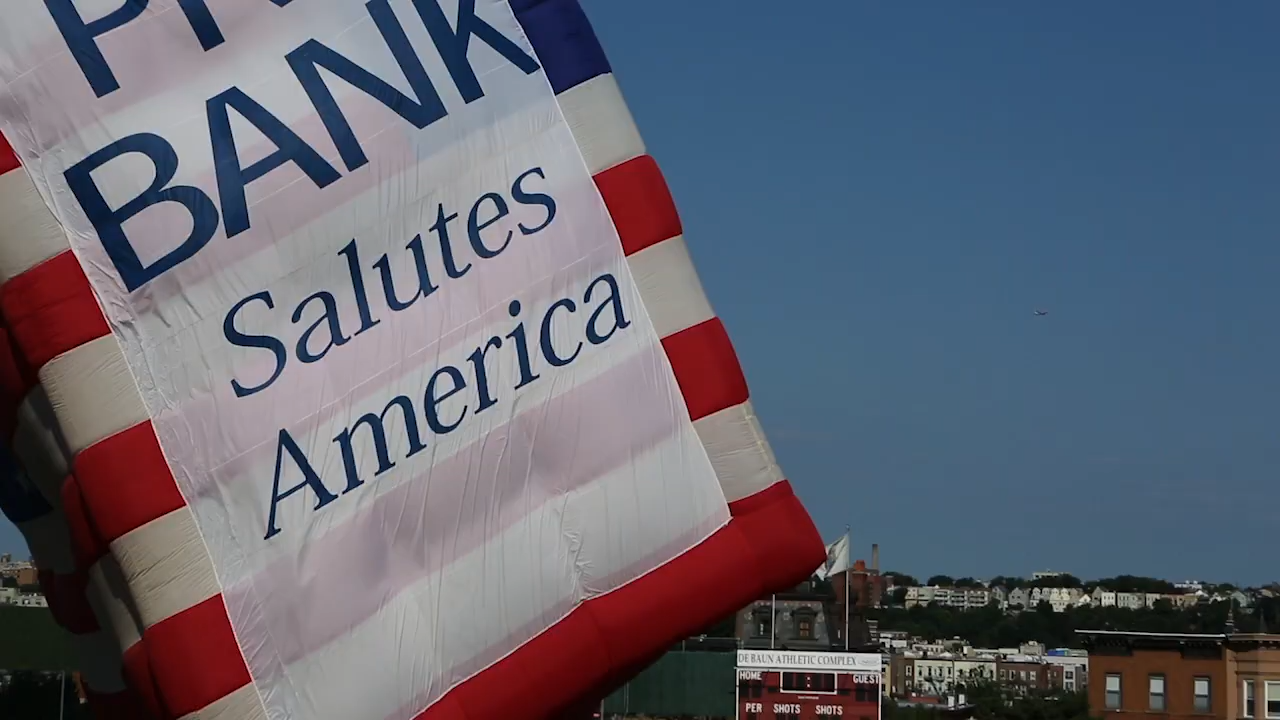 BANK
Salutes
America
DE BAUN ATHLETIC COMPLEX
HOME GUEST
PER SHOTS SHOTS